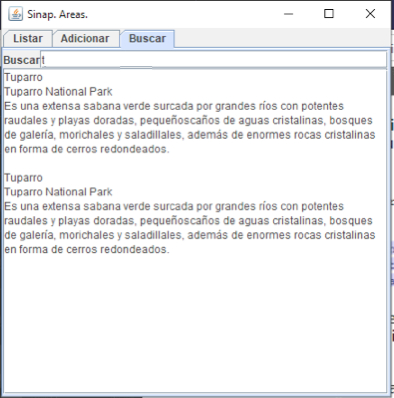 Sinap. Areas.
Listar Adicionar Buscar
Buscar t
Tuparro
Tuparro National Park
Es una extensa sabana verde surcada por grandes ríos con potentes
raudales y playas doradas, pequeñoscaños de aguas cristalinas, bosques
de galería, morichales y saladillales, además de enormes rocas cristalinas
en forma de cerros redondeados.
Tuparro
Tuparro National Park
Es una extensa sabana verde surcada por grandes ríos con potentes
raudales y playas doradas, pequeñoscaños de aguas cristalinas, bosques
de galería, morichales y saladillales, además de enormes rocas cristalinas
en forma de cerros redondeados.